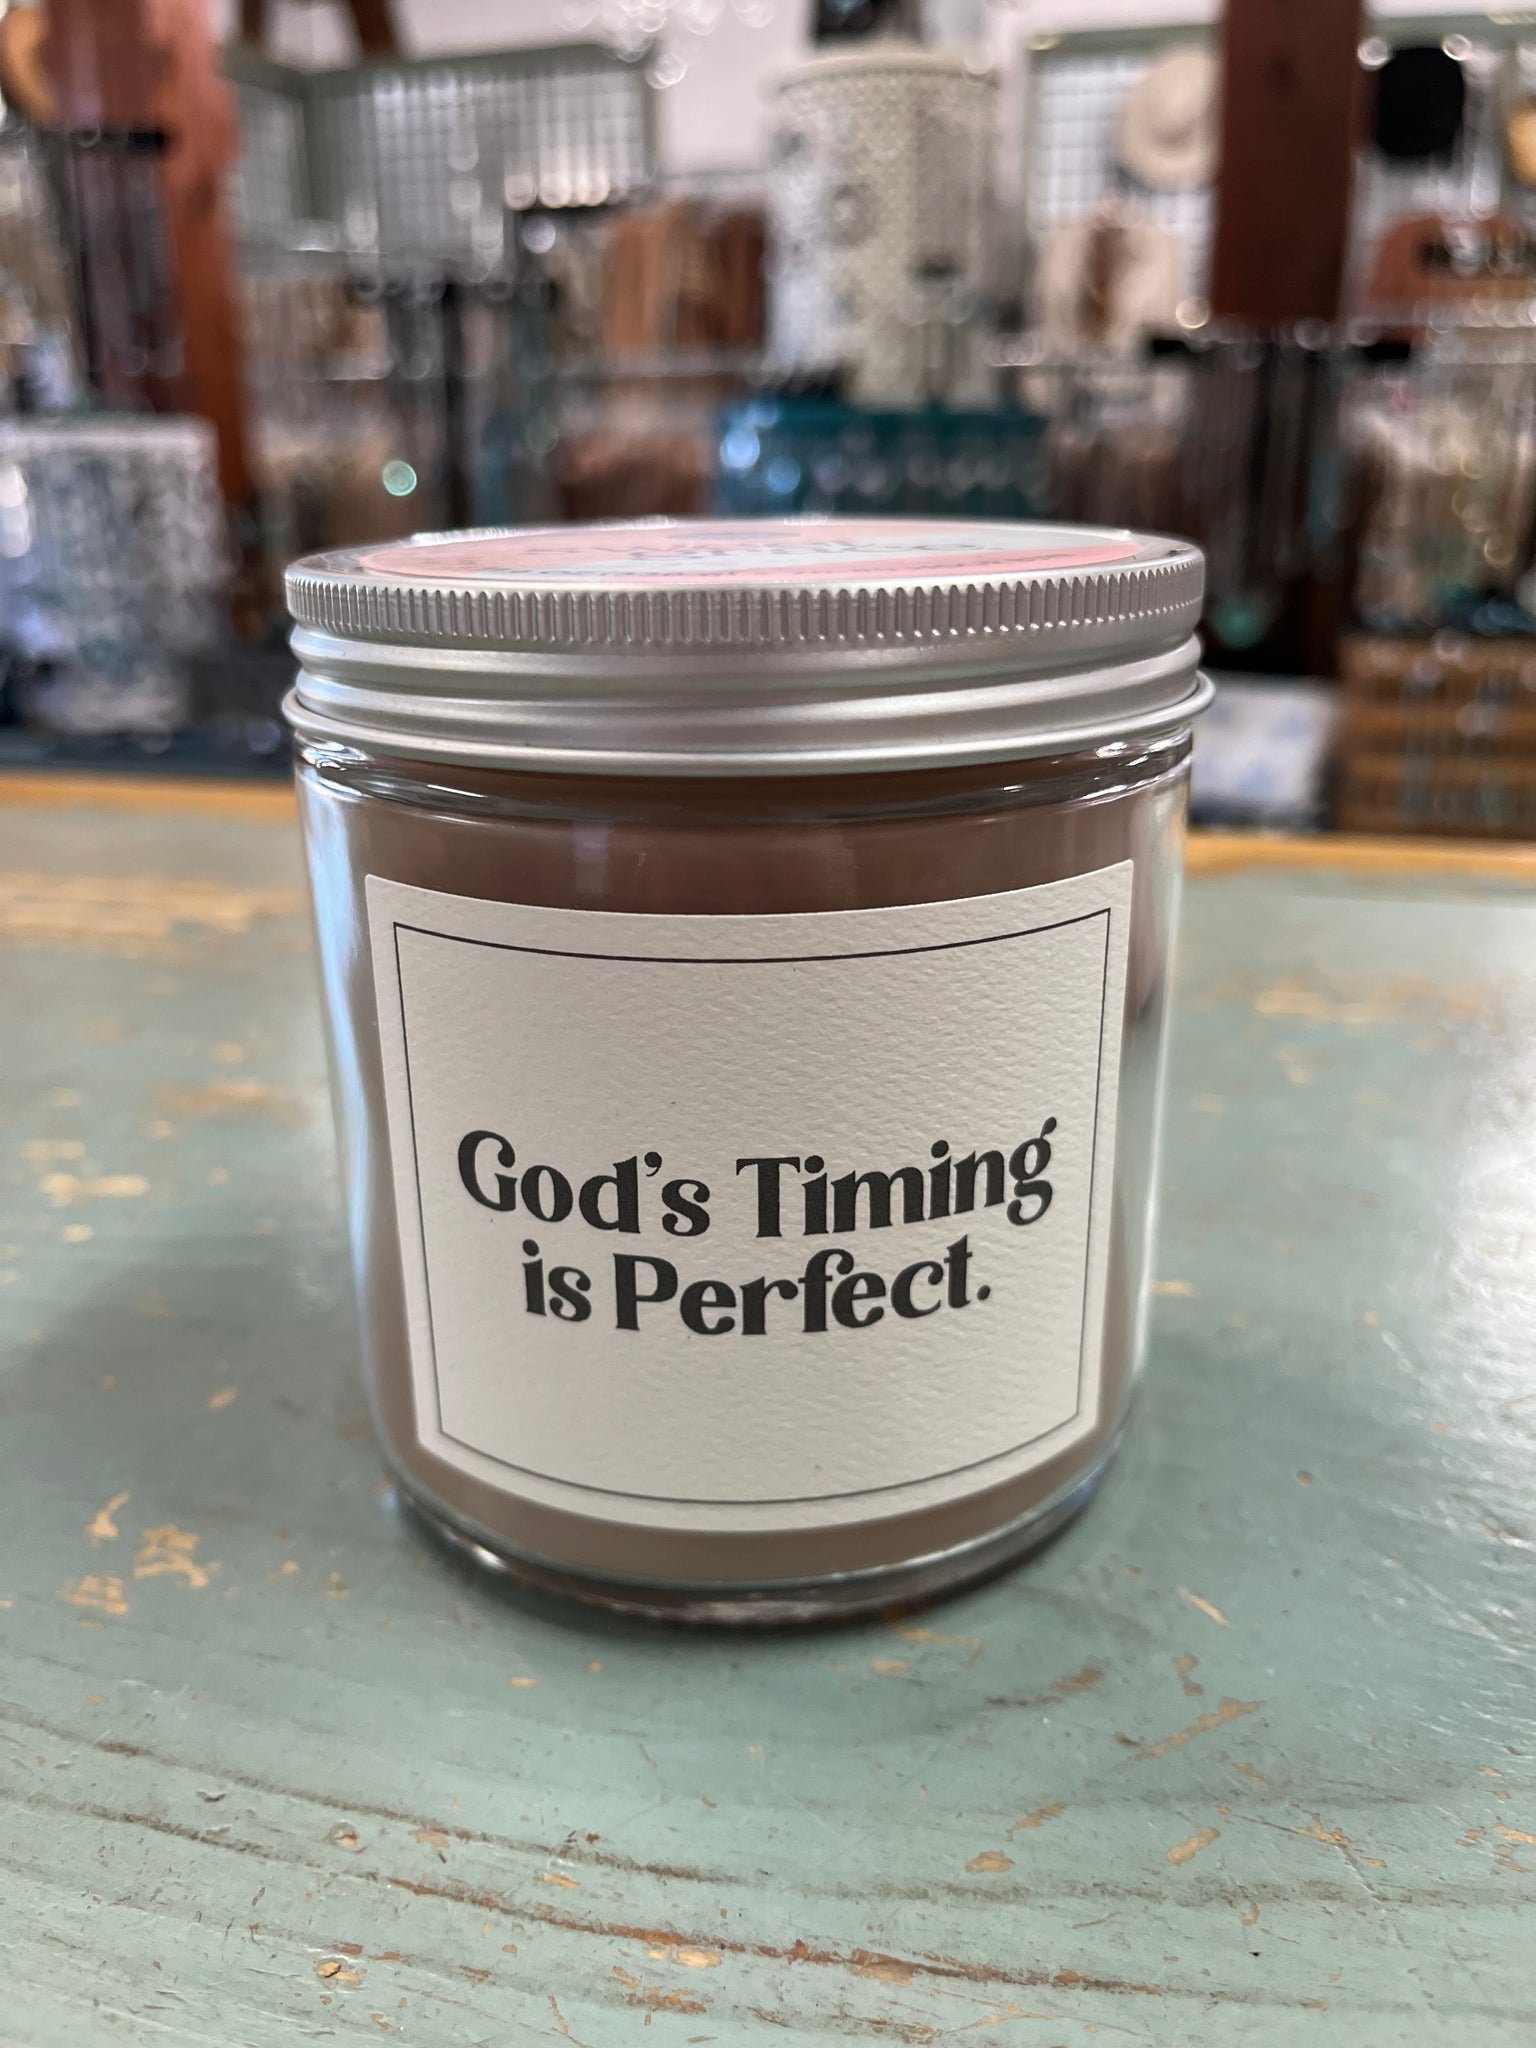 God's Timing
is Perfect.